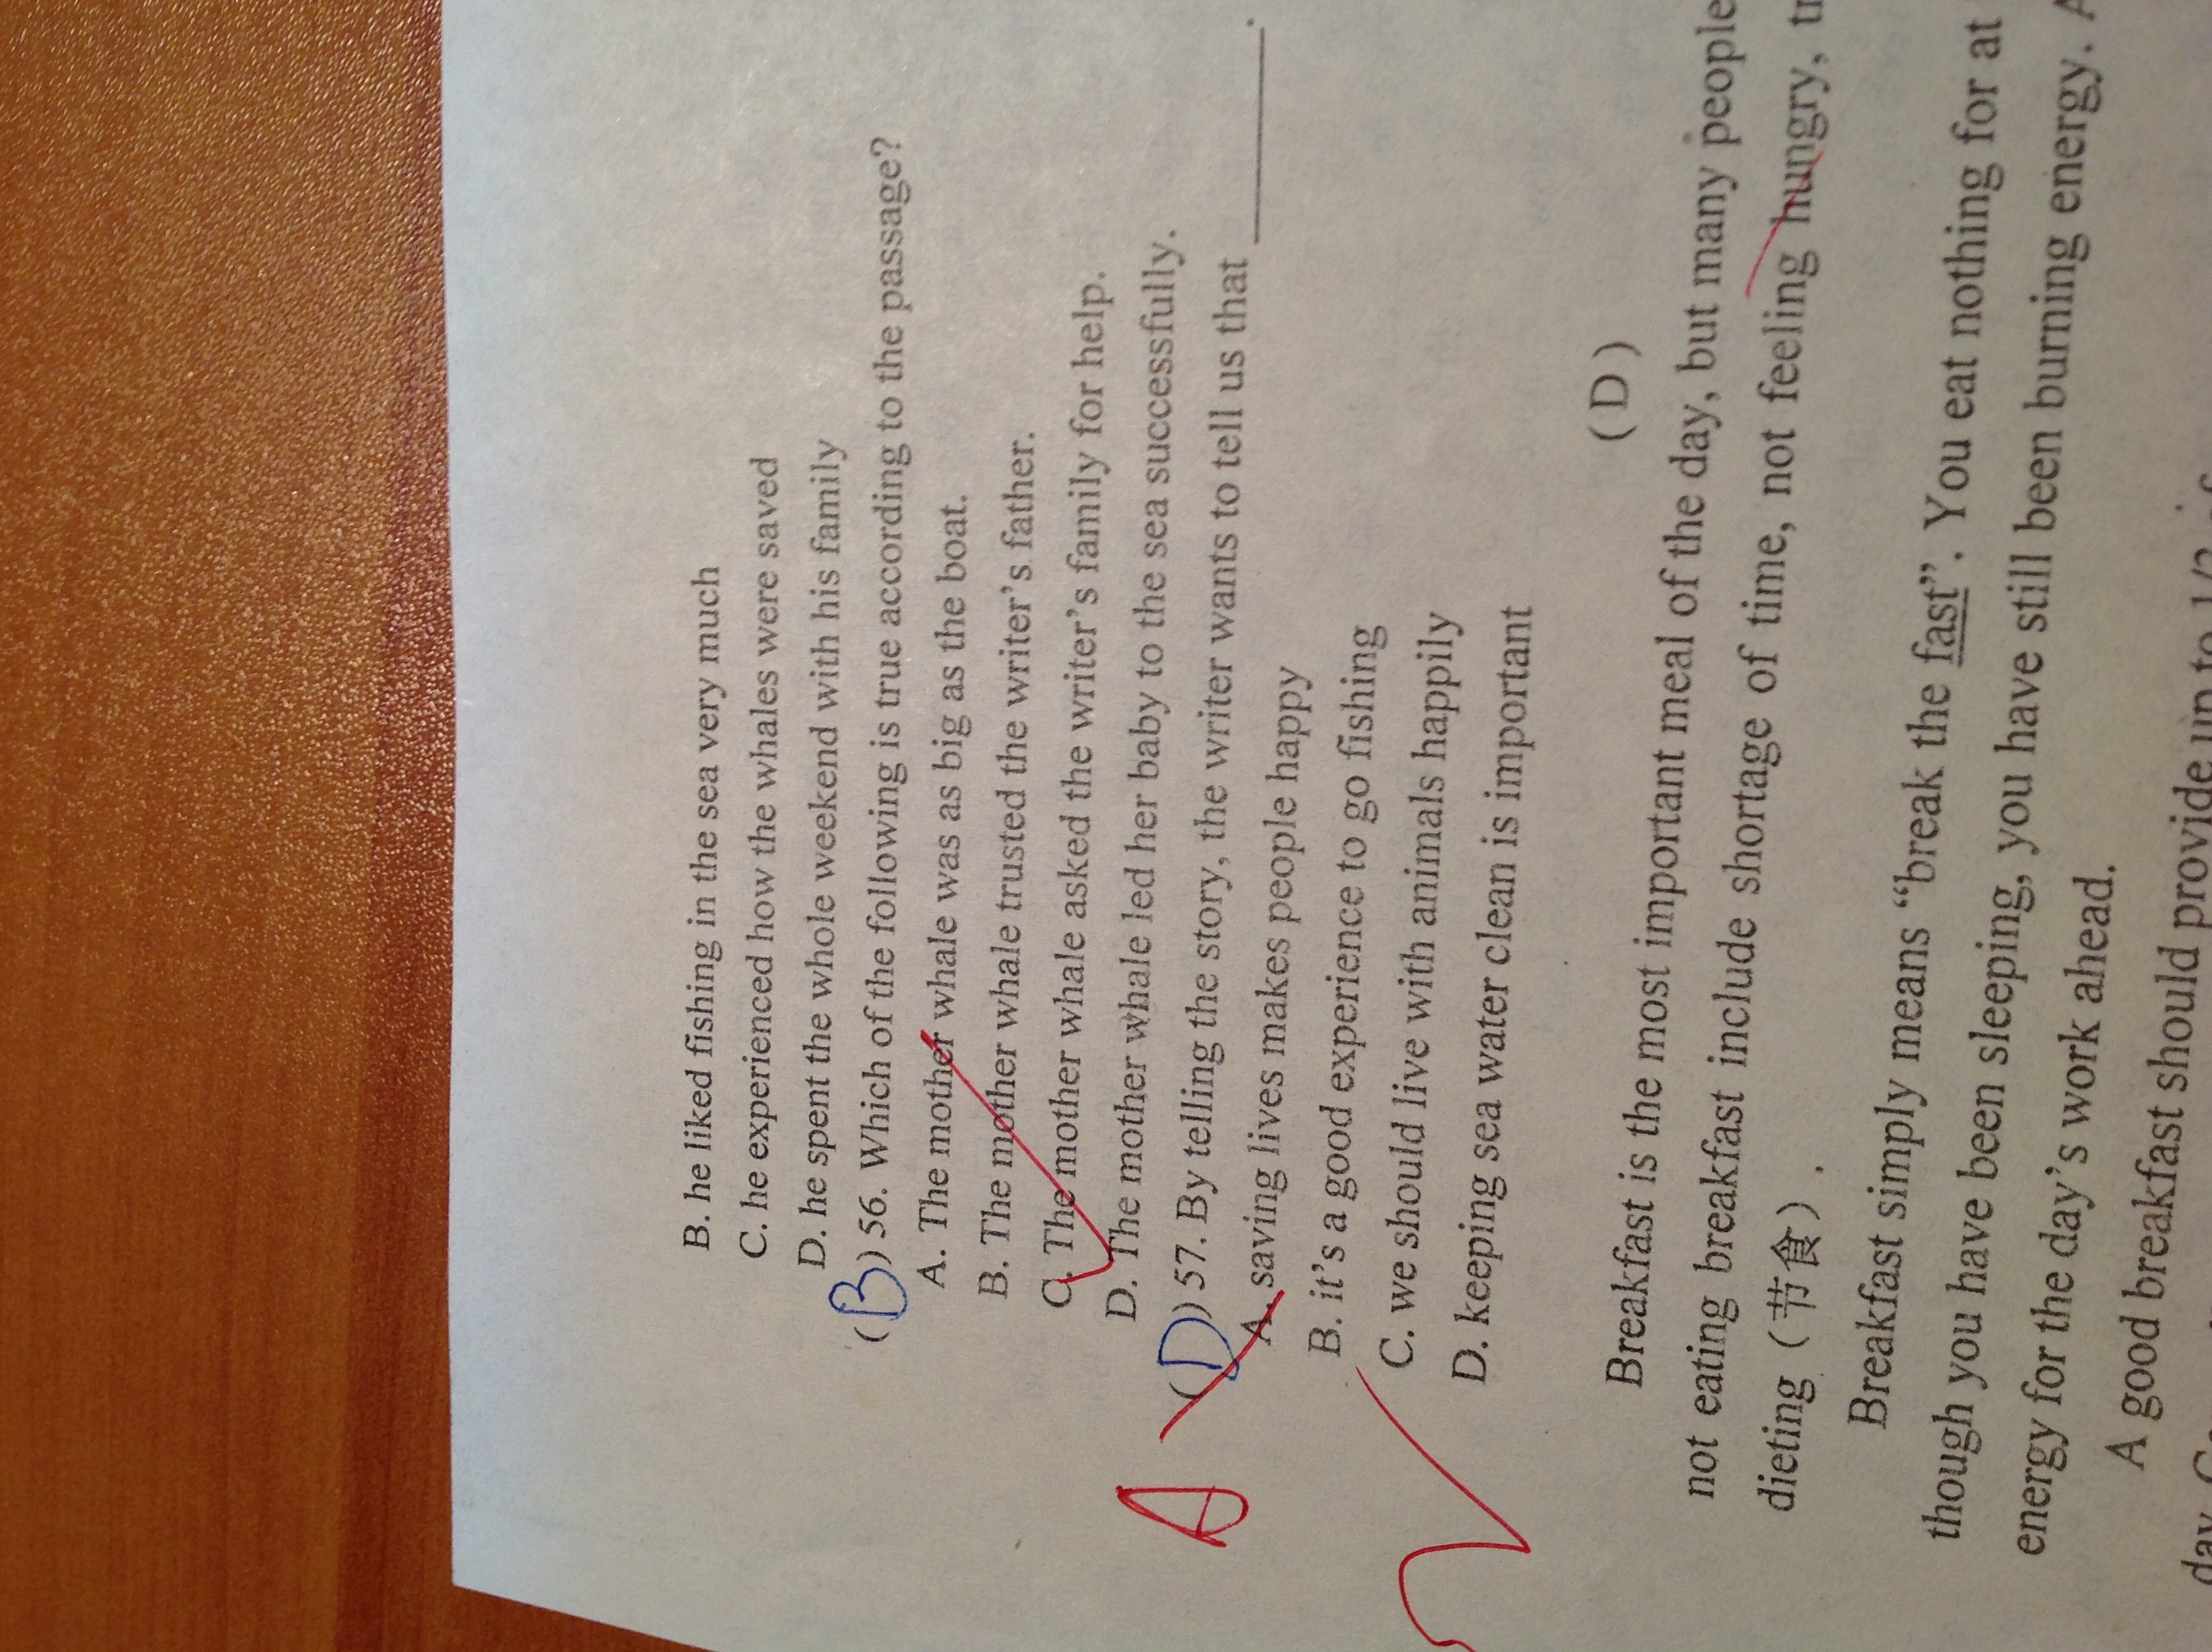 B. he liked fishing in the sea very much
C. he experienced how the whales were saved
D. he spent the whole weekend with his family
(B) 56. Which of the following is true according to the passage?
A. The mother whale was as big as the boat.
B. The mother whale trusted the writer's father.
C. The mother whale asked the writer's family for help.
D. The mother whale led her baby to the sea successfully.
A (D) 57. By telling the story, the writer wants to tell us that ________.
A. saving lives makes people happy
B. it's a good experience to go fishing
C. we should live with animals happily
D. keeping sea water clean is important
(D)
Breakfast is the most important meal of the day, but many people
not eating breakfast include shortage of time, not feeling hungry,
dieting（节食）.
Breakfast simply means “break the fast”. You eat nothing for at
though you have been sleeping, you have still been burning energy. A
energy for the day's work ahead.
A good breakfast should provide up to
day.